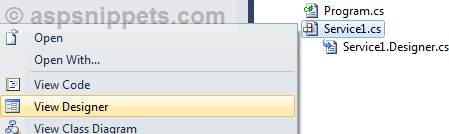 © aspsnippets.com
Open
Open With...
View Code
View Designer
View Class Diagram
Program.cs
Service1.cs
Service1.Designer.cs